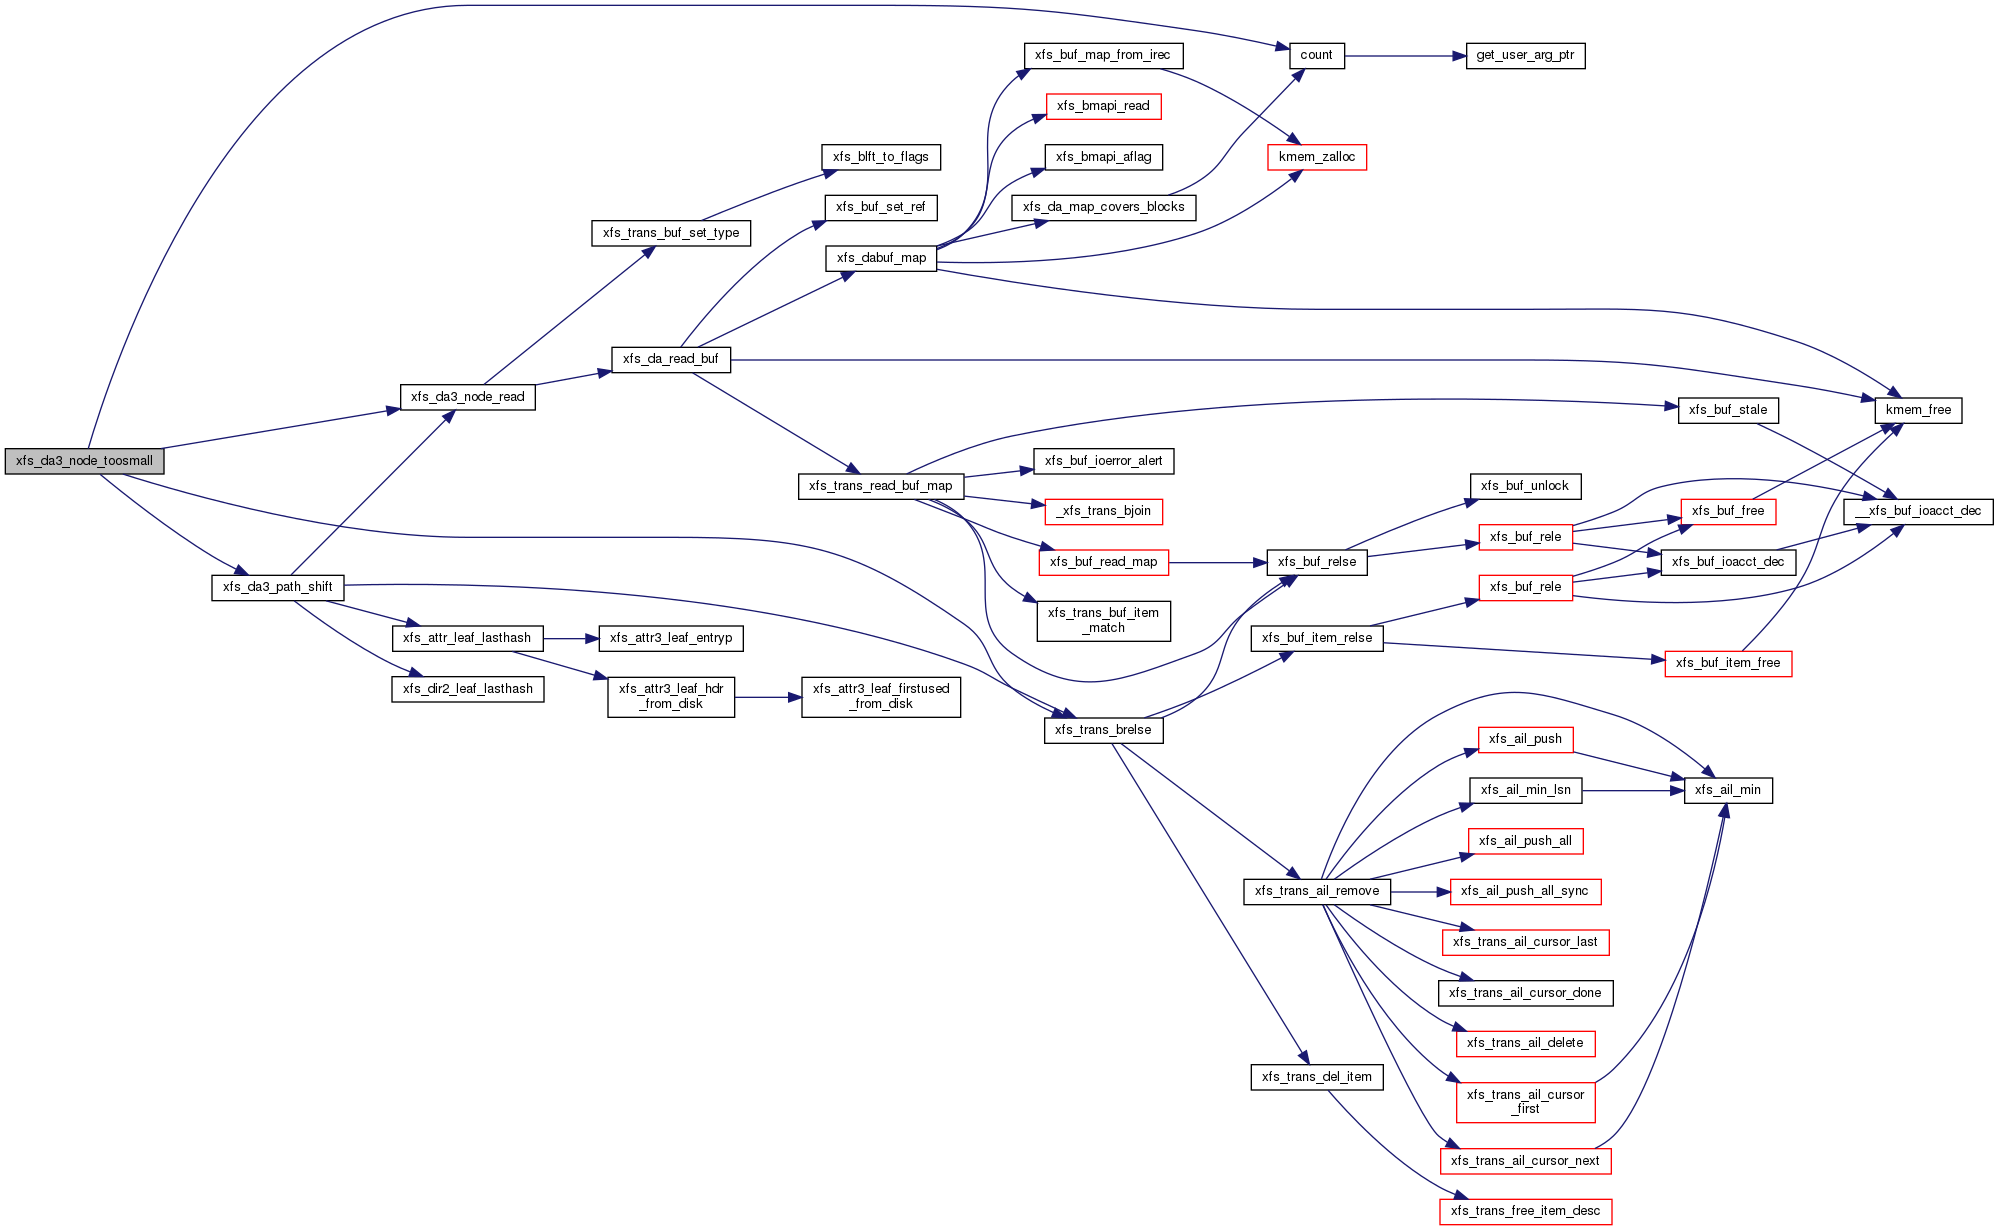 xfs_buf_map_from_irec
count
get_user_arg_ptr
xfs_bmapi_read
xfs_blft_to_flags
xfs_bmapi_aflag
kmem_zalloc
xfs_buf_set_ref
xfs_da_map_covers_blocks
xfs_trans_buf_set_type
xfs_dabuf_map
xfs_da_read_buf
xfs_da3_node_read
xfs_buf_stale
kmem_free
xfs_da3_node_toosmall
xfs_buf_ioerror_alert
xfs_trans_read_buf_map
xfs_buf_unlock
_xfs_trans_bjoin
xfs_buf_free
__xfs_buf_ioacct_dec
xfs_buf_rele
xfs_buf_read_map
xfs_buf_relse
xfs_buf_ioacct_dec
xfs_da3_path_shift
xfs_buf_rele
xfs_trans_buf_item
_match
xfs_attr_leaf_lasthash
xfs_attr3_leaf_entryp
xfs_buf_item_relse
xfs_buf_item_free
xfs_dir2_leaf_lasthash
xfs_attr3_leaf_hdr
_from_disk
xfs_attr3_leaf_firstused
_from_disk
xfs_trans_brelse
xfs_ail_push
xfs_ail_min_lsn
xfs_ail_min
xfs_ail_push_all
xfs_trans_ail_remove
xfs_ail_push_all_sync
xfs_trans_ail_cursor_last
xfs_trans_ail_cursor_done
xfs_trans_ail_delete
xfs_trans_del_item
xfs_trans_ail_cursor
_first
xfs_trans_ail_cursor_next
xfs_trans_free_item_desc